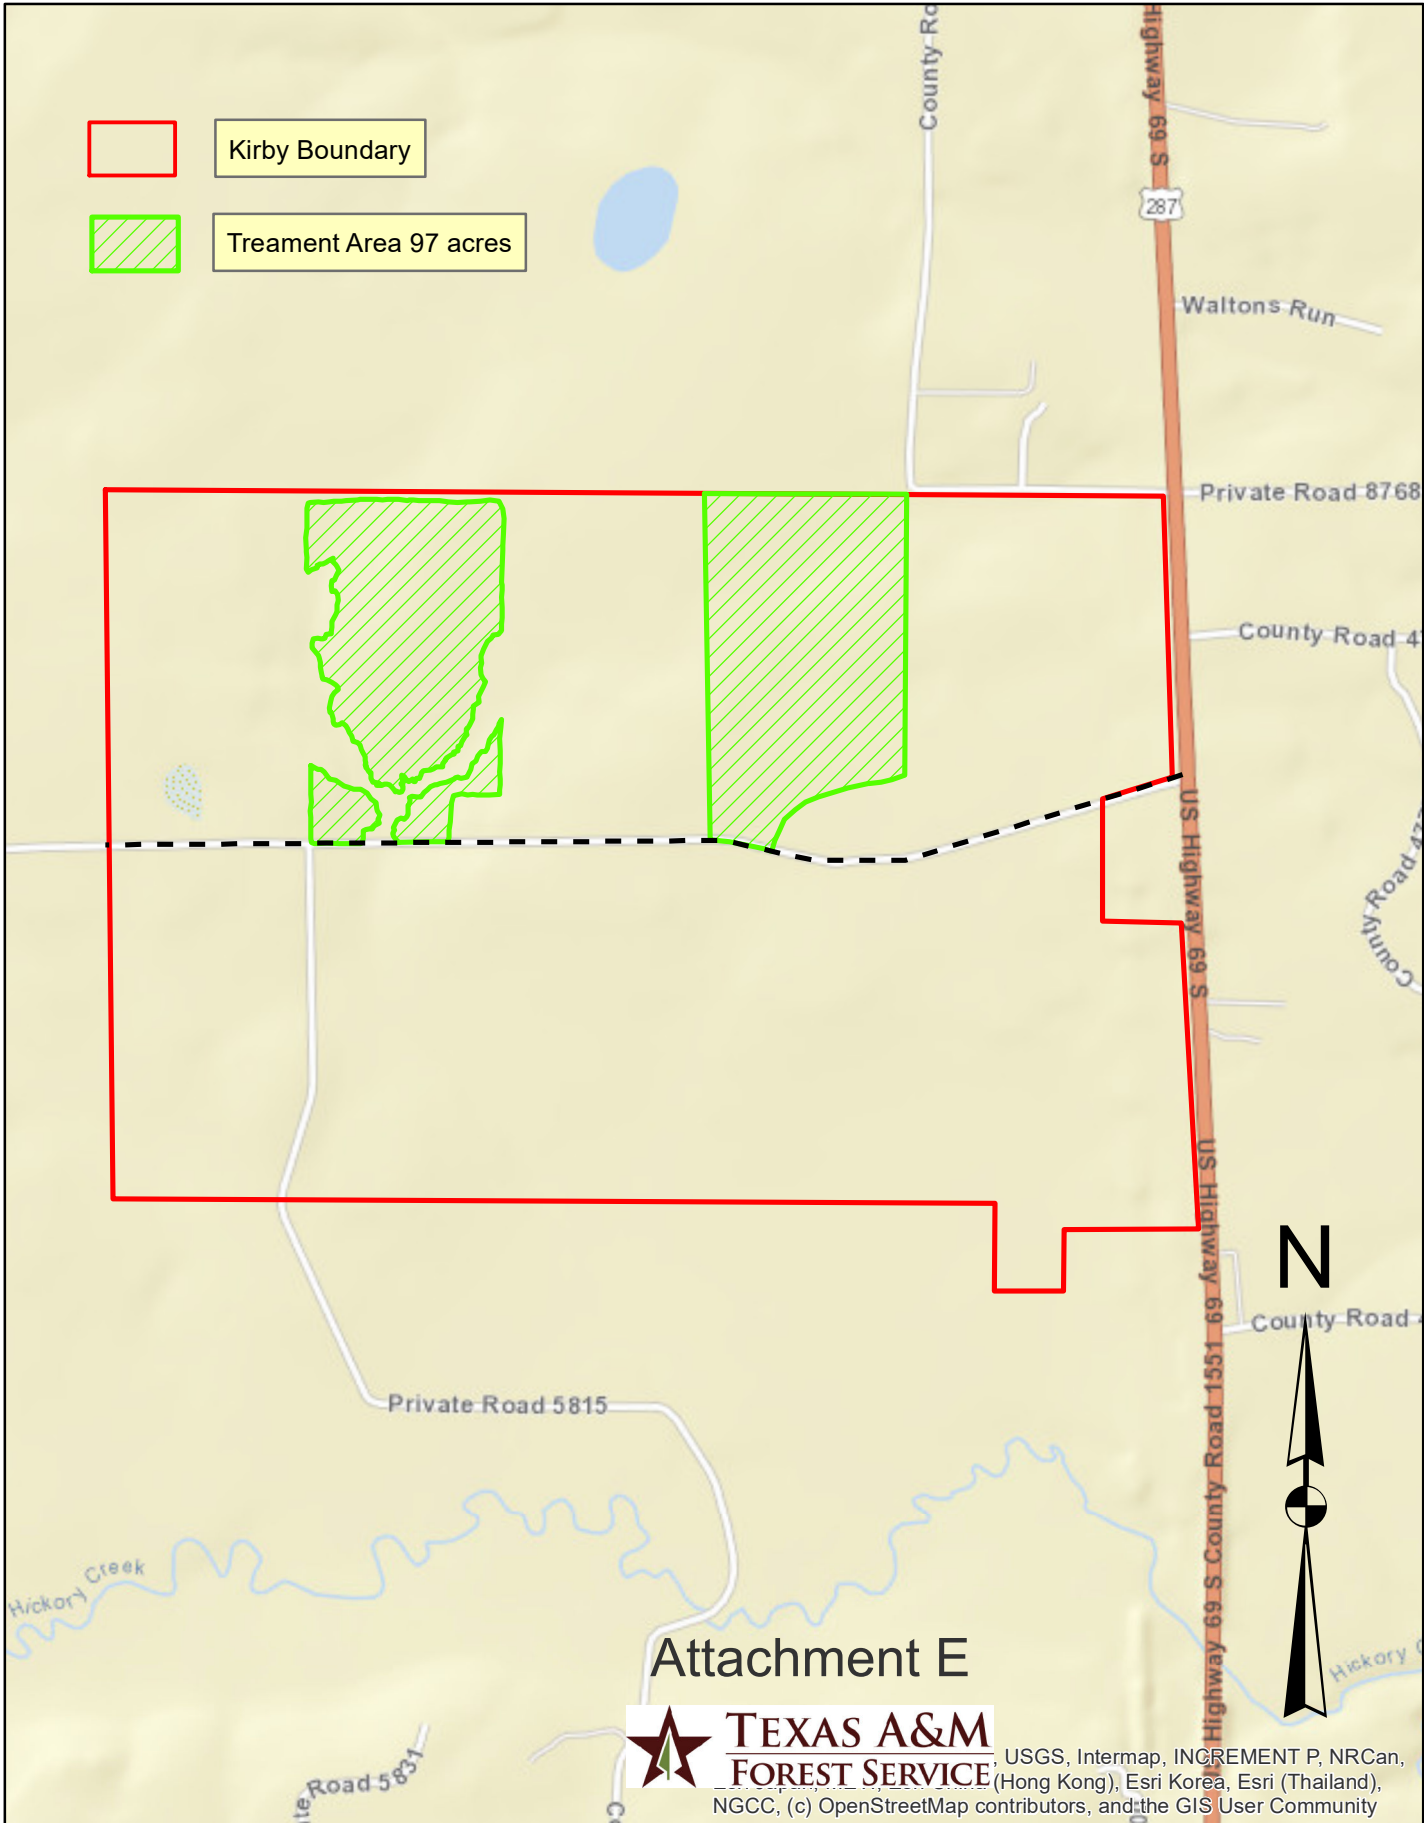 County Ro
Highway 69 S
Kirby Boundary
287
Treament Area 97 acres
Waltons Run
Private Road 8768
County Road 4
US Highway 69 S
County Road 47
US Highway 69
N
County Road 4
Private Road 5815
US Highway 69 S County Road 1551
Hickory Creek
Attachment E
Hickory
TEXAS A&M
FOREST SERVICE
, USGS, Intermap, INCREMENT P, NRCan,
(Hong Kong), Esri Korea, Esri (Thailand),
NGCC, (c) OpenStreetMap contributors, and the GIS User Community
Road 5831